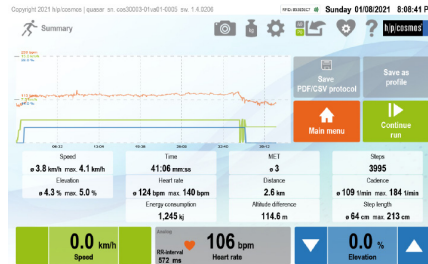 Copyright 2021 h/p/cosmos | quasar sn. cos30003-01va01-0005 sw. 1.4.0206
Sunday 01/08/2021 8:08:41 P
Summary
h/p/cosmos
?
Save
PDF/CSV protocol
Save as
profile
Main menu
Continue
run
Speed
ø 3.8 km/h max. 4.1 km/h
Elevation
ø 4.3 % max. 5.0 %
Time
41:06 mm:ss
Heart rate
ø 124 bpm max. 140 bpm
Energy consumption
1,245 kj
MET
ø 3
Distance
2.6 km
Altitude difference
114.6 m
Steps
3995
Cadence
ø 109 1/min max. 184 1/min
Step length
ø 64 cm max. 213 cm
0.0 km/h
Speed
Analog
RR-interval
572 ms
106 bpm
Heart rate
0.0 %
Elevation